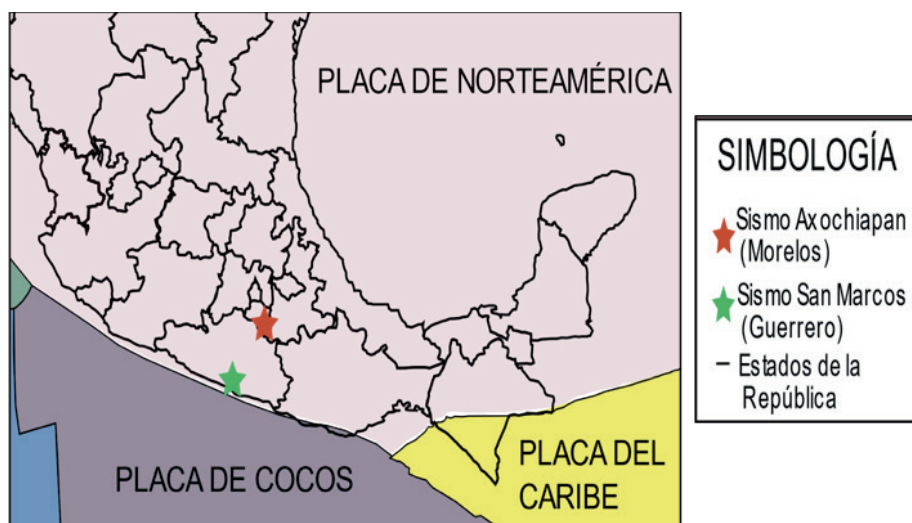 PLACA DE NORTEAMÉRICA
PLACA DE COCOS
PLACA DEL
CARIBE
SIMBOLOGÍA
Sismo Axochiapan
(Morelos)
Sismo San Marcos
(Guerrero)
Estados de la
República